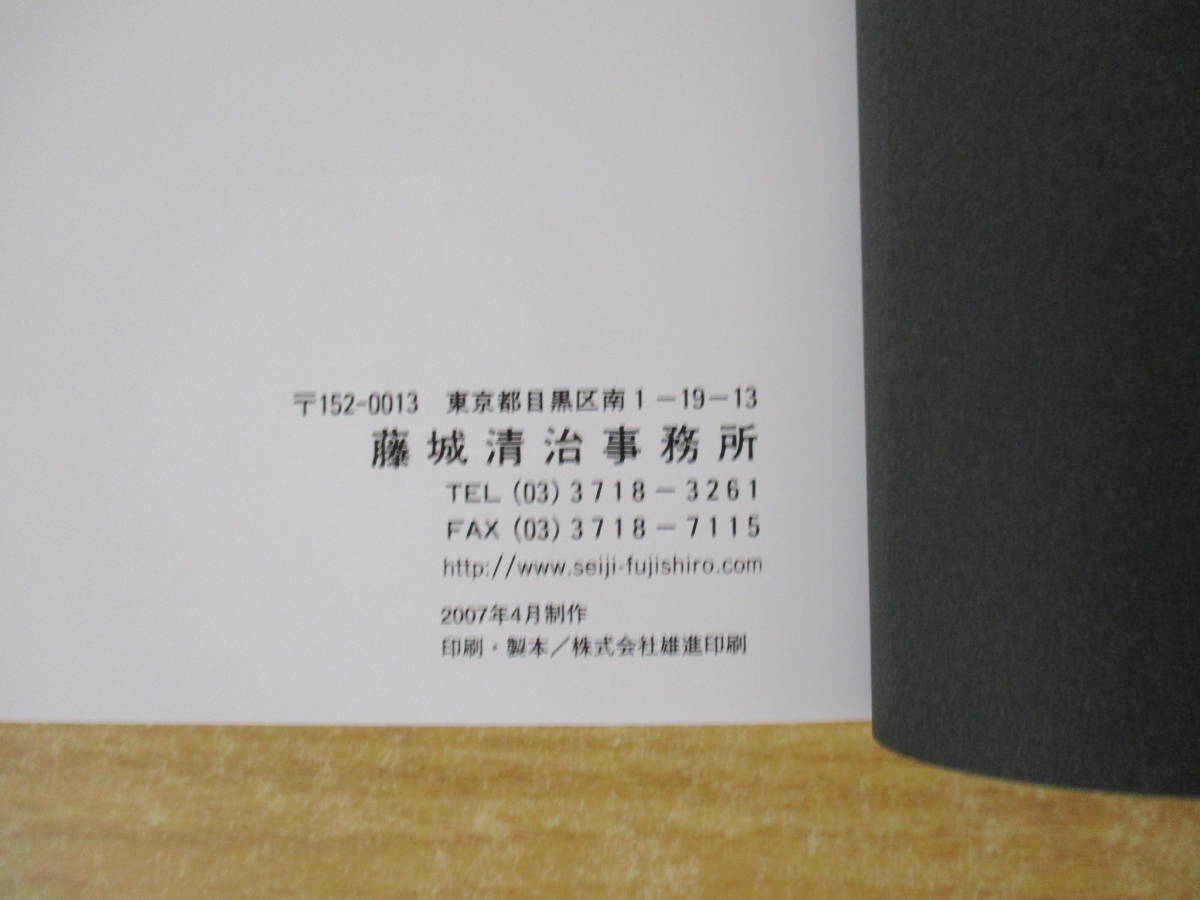 〒152-0013　東京都目黒区南1－19－13
藤城清治事務所
TEL (03) 3718－3261
FAX (03) 3718－7115
http://www.seiji-fujishiro.com
2007年4月制作
印刷・製本／株式会社雄進印刷